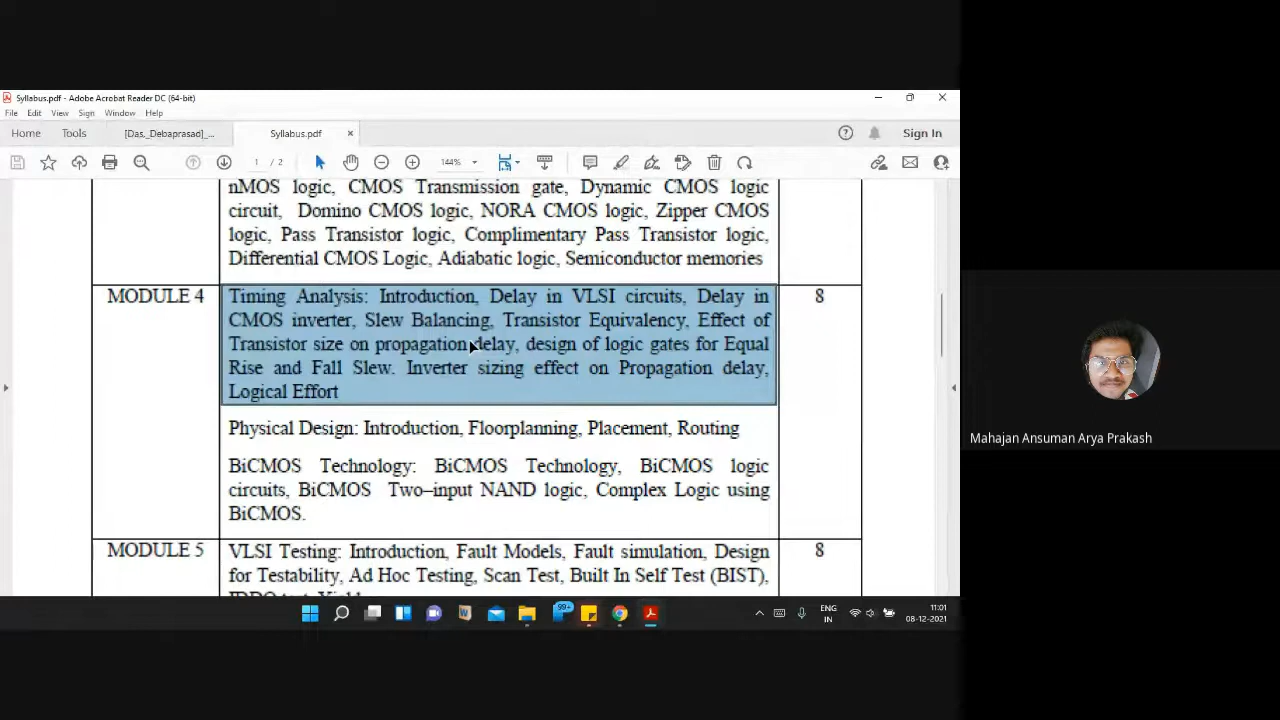 Syllabus.pdf - Adobe Acrobat Reader DC (64-bit)
File Edit View Sign Window Help
Home Tools [Das_Debaprasad]_... Syllabus.pdf × Sign In
1 / 2 144%
nMOS logic, CMOS Transmission gate, Dynamic CMOS logic
circuit, Domino CMOS logic, NORA CMOS logic, Zipper CMOS
logic, Pass Transistor logic, Complimentary Pass Transistor logic,
Differential CMOS Logic, Adiabatic logic, Semiconductor memories
MODULE 4 Timing Analysis: Introduction, Delay in VLSI circuits, Delay in 8
CMOS inverter, Slew Balancing, Transistor Equivalency, Effect of
Transistor size on propagation delay, design of logic gates for Equal
Rise and Fall Slew. Inverter sizing effect on Propagation delay,
Logical Effort
Physical Design: Introduction, Floorplanning, Placement, Routing
BiCMOS Technology: BiCMOS Technology, BiCMOS logic
circuits, BiCMOS Two–input NAND logic, Complex Logic using
BiCMOS.
MODULE 5 VLSI Testing: Introduction, Fault Models, Fault simulation, Design 8
for Testability, Ad Hoc Testing, Scan Test, Built In Self Test (BIST),
Mahajan Ansuman Arya Prakash
99+
ENG
IN
11:01
08-12-2021